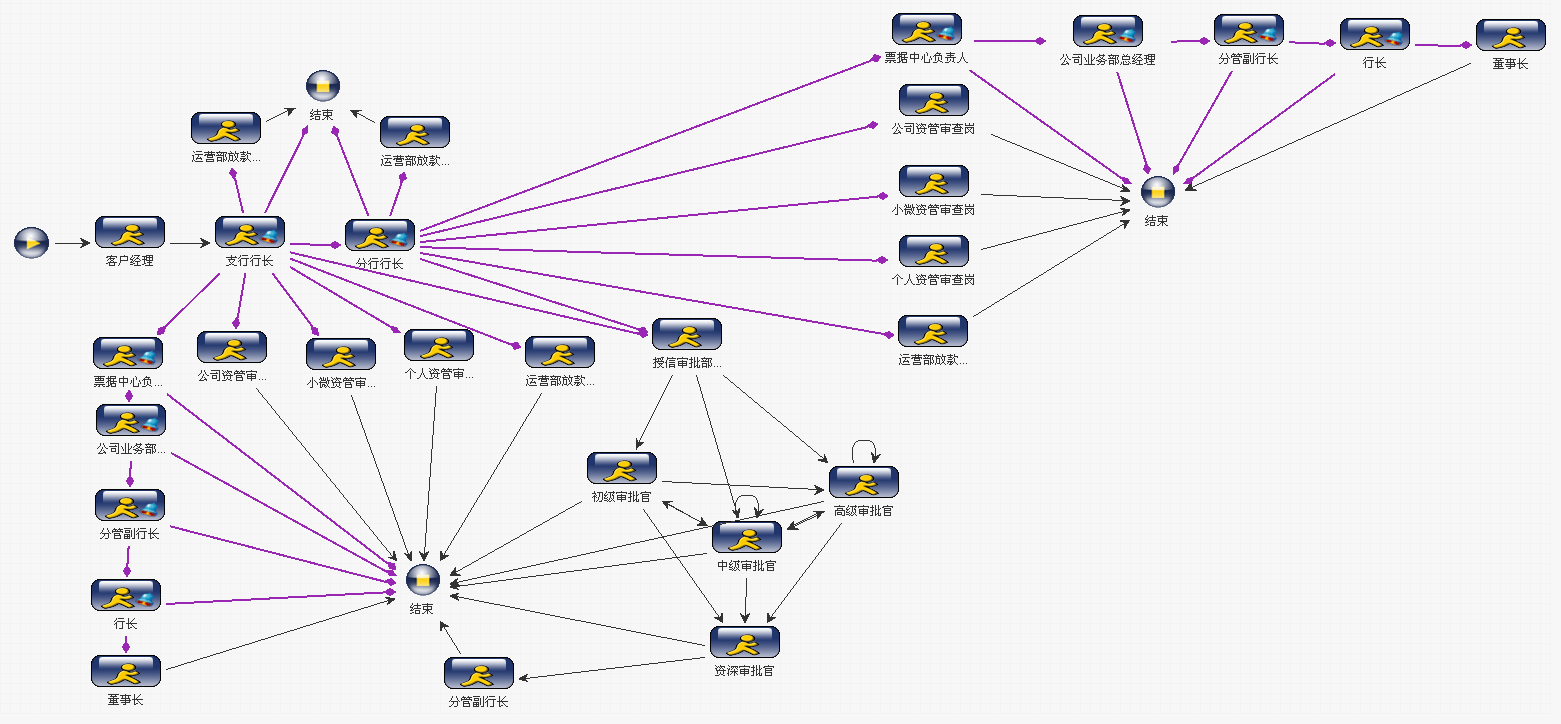 票据中心负责人
公司业务部总经理
分管副行长
行长
董事长
结束
公司资管审查岗
运营部放款...
运营部放款...
小微资管审查岗
结束
客户经理
支行行长
分行行长
个人资管审查岗
运营部放款...
授信审批部...
票据中心负...
公司资管审...
小微资管审...
个人资管审...
运营部放款...
公司业务部...
初级审批官
高级审批官
分管副行长
中级审批官
结束
行长
资深审批官
董事长
分管副行长